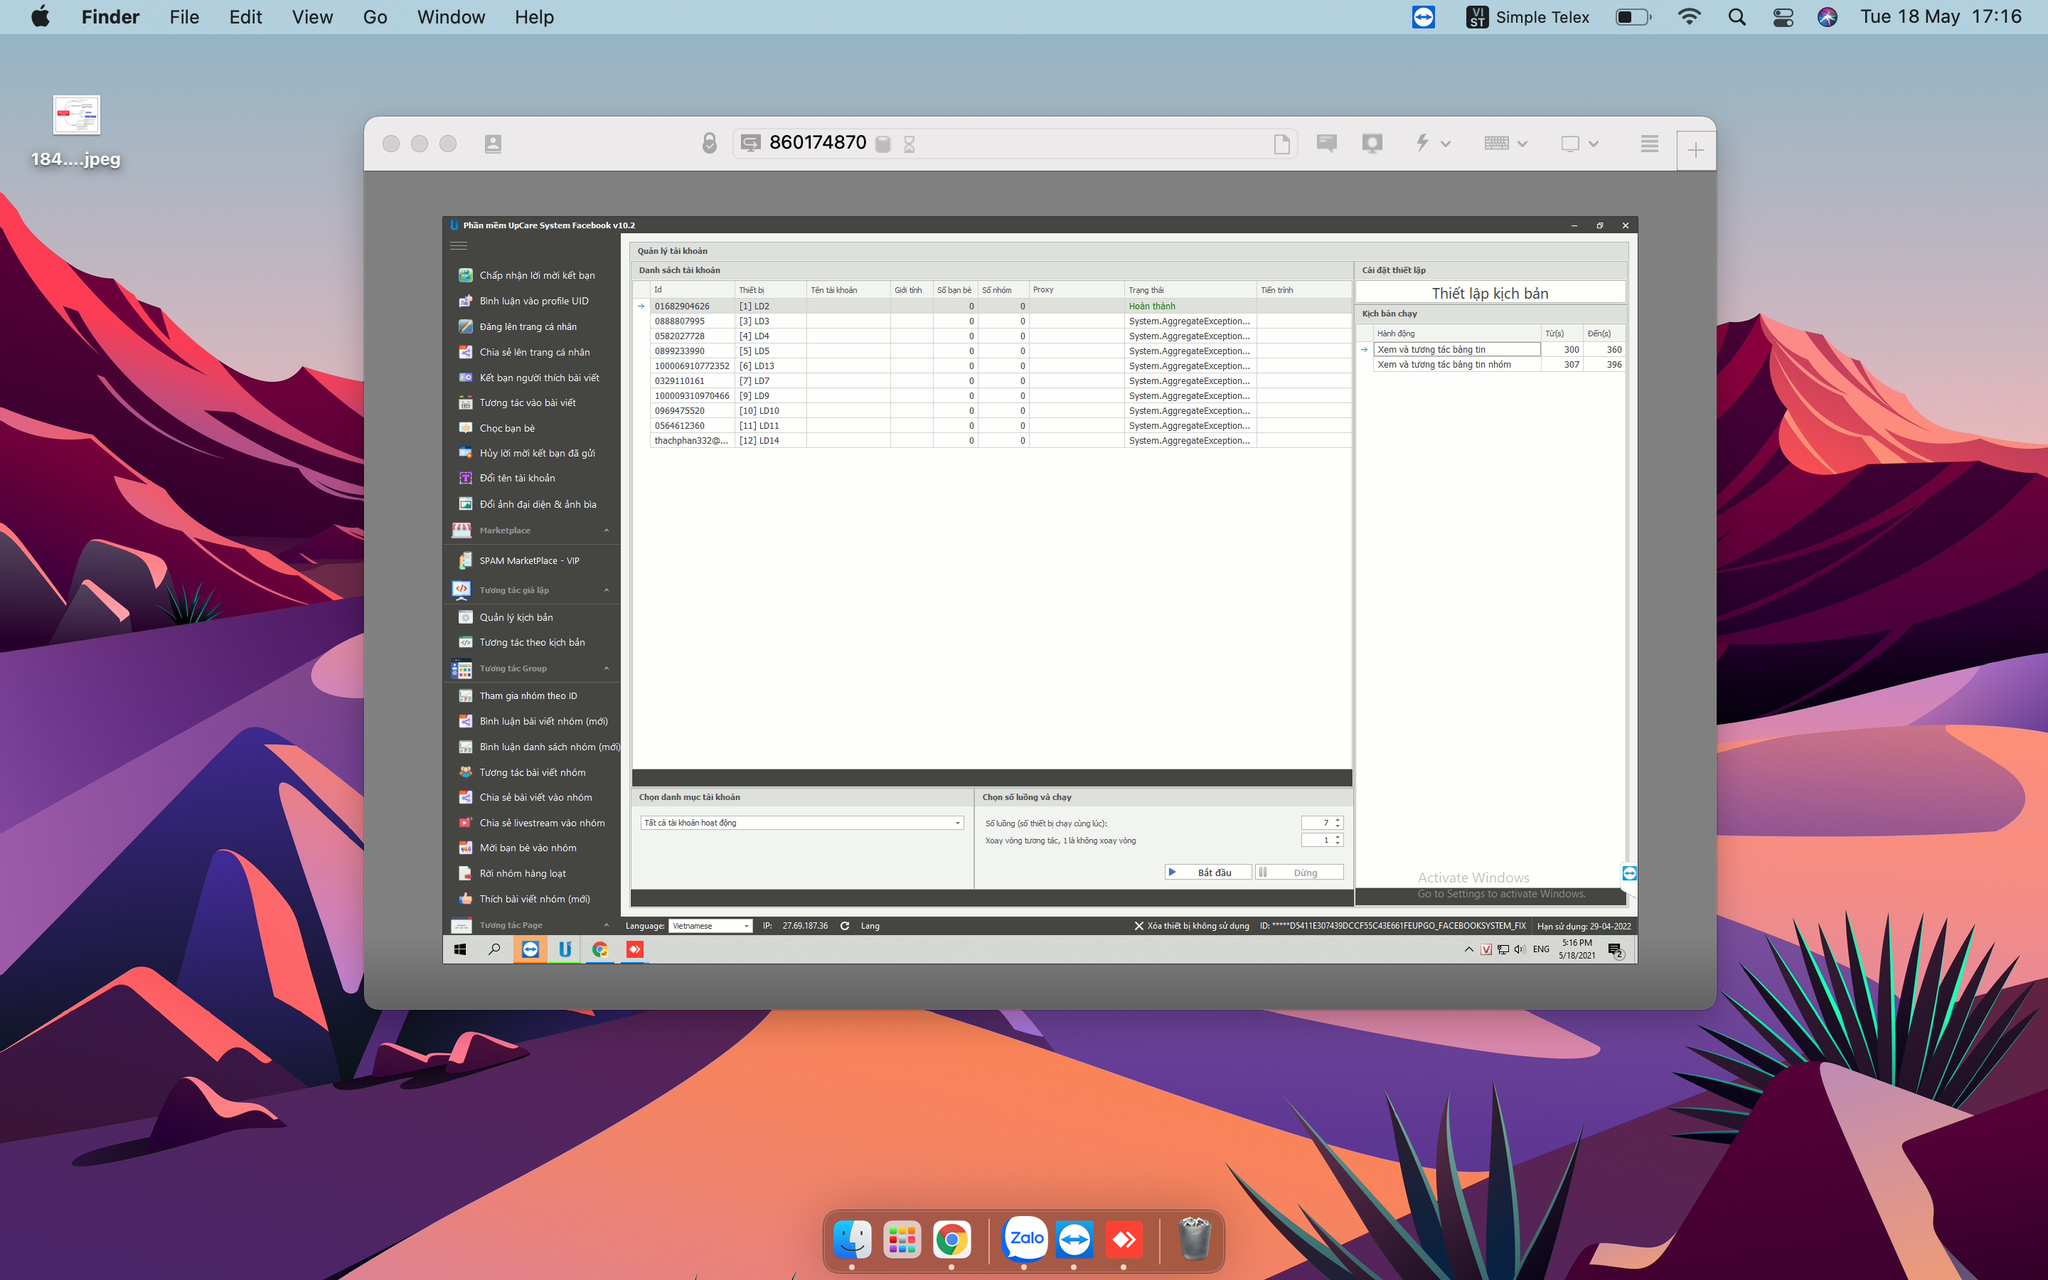 Finder File Edit View Go Window Help
VI ST Simple Telex Tue 18 May 17:16
184....jpeg
860174870
Phần mềm UpCare System Facebook v10.2
Chấp nhận lời mời kết bạn
Bình luận vào profile UID
Đăng lên trang cá nhân
Chia sẻ lên trang cá nhân
Kết bạn người thích bài viết
Tương tác vào bài viết
Chọc bạn bè
Hủy lời mời kết bạn đã gửi
Đổi tên tài khoản
Đổi ảnh đại diện & ảnh bìa
Marketplace
SPAM MarketPlace - VIP
Tương tác giả lập
Quản lý kịch bản
Tương tác theo kịch bản
Tương tác Group
Tham gia nhóm theo ID
Bình luận bài viết nhóm (mới)
Bình luận danh sách nhóm (mới)
Tương tác bài viết nhóm
Chia sẻ bài viết vào nhóm
Chia sẻ livestream vào nhóm
Mời bạn bè vào nhóm
Rời nhóm hàng loạt
Thích bài viết nhóm (mới)
Tương tác Page
Quản lý tài khoản
Danh sách tài khoản
Id Thiết bị Tên tài khoản Giới tính Số bạn bè Số nhóm Proxy Trạng thái Tiến trình
01682904626 [1] LD2 0 0 Hoàn thành
0888807995 [3] LD3 0 0 System.AggregateException...
0582027728 [4] LD4 0 0 System.AggregateException...
0899233990 [5] LD5 0 0 System.AggregateException...
100006910772352 [6] LD13 0 0 System.AggregateException...
0329110161 [7] LD7 0 0 System.AggregateException...
100009310970466 [9] LD9 0 0 System.AggregateException...
0969475520 [10] LD10 0 0 System.AggregateException...
0564612360 [11] LD11 0 0 System.AggregateException...
thachphan332@... [12] LD14 0 0 System.AggregateException...
Cài đặt thiết lập
Thiết lập kịch bản
Kịch bản chạy
Hành động Từ(s) Đến(s)
Xem và tương tác bảng tin 300 360
Xem và tương tác bảng tin nhóm 307 396
Chọn danh mục tài khoản
Tất cả tài khoản hoạt động
Chọn số luồng và chạy
Số luồng (số thiết bị chạy cùng lúc): 7
Xoay vòng tương tác, 1 là không xoay vòng 1
Bắt đầu Dừng
Activate Windows
Go to Settings to activate Windows.
Language: Vietnamese IP: 27.69.187.36 Lang Xóa thiết bị không sử dụng ID: *****D5411E307439DCCF55C43E661FEUPGO_FACEBOOKSYSTEM_FIX Hạn sử dụng: 29-04-2022
V ENG 5:16 PM
5/18/2021 2
Zalo